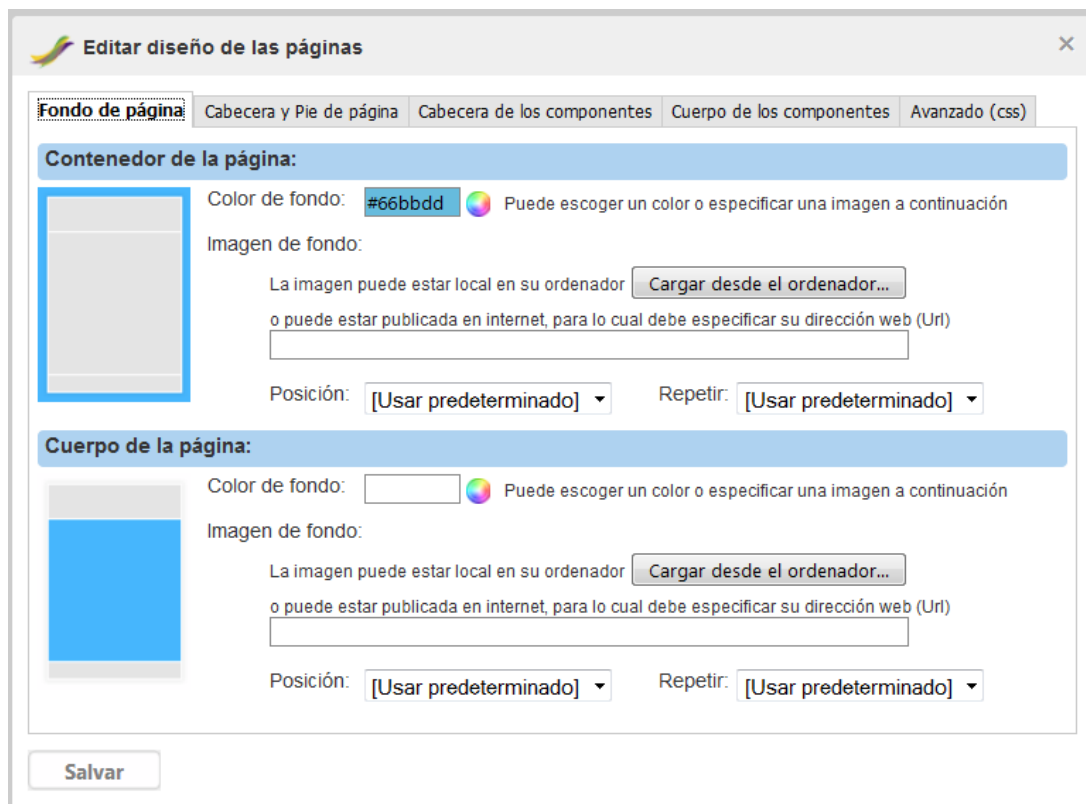 Editar diseño de las páginas ×
Fondo de página Cabecera y Pie de página Cabecera de los componentes Cuerpo de los componentes Avanzado (css)
Contenedor de la página:
Color de fondo: #66bbdd Puede escoger un color o especificar una imagen a continuación
Imagen de fondo:
La imagen puede estar local en su ordenador Cargar desde el ordenador...
o puede estar publicada en internet, para lo cual debe especificar su dirección web (Url)
Posición: [Usar predeterminado] Repetir: [Usar predeterminado]
Cuerpo de la página:
Color de fondo: Puede escoger un color o especificar una imagen a continuación
Imagen de fondo:
La imagen puede estar local en su ordenador Cargar desde el ordenador...
o puede estar publicada en internet, para lo cual debe especificar su dirección web (Url)
Posición: [Usar predeterminado] Repetir: [Usar predeterminado]
Salvar